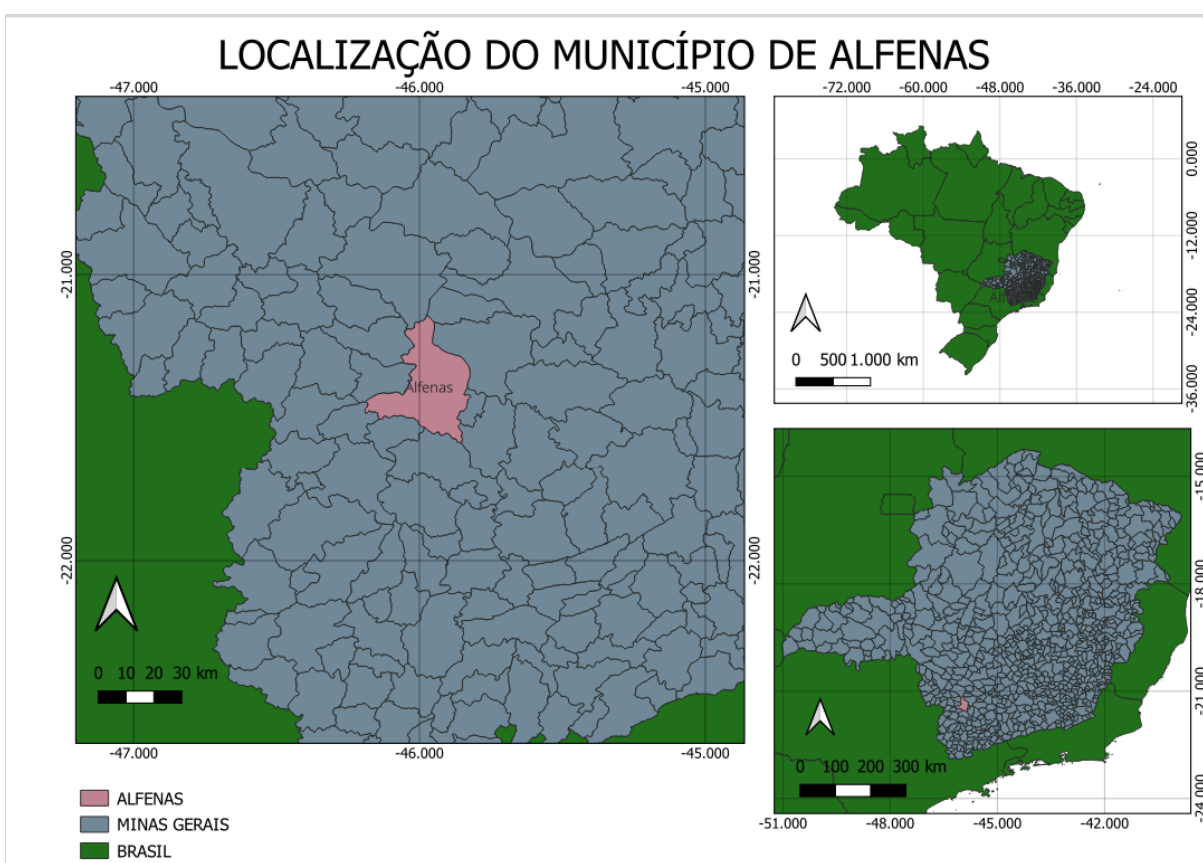 LOCALIZAÇÃO DO MUNICÍPIO DE ALFENAS
-47.000 -46.000 -45.000
-21.000 -21.000
Alfenas
-22.000 -22.000
0 10 20 30 km
-47.000 -46.000 -45.000
-72.000 -60.000 -48.000 -36.000 -24.000
0.000
-12.000
-24.000
-36.000
0 500 1.000 km
-15.000
-18.000
-21.000
-24.000
0 100 200 300 km
-51.000 -48.000 -45.000 -42.000
ALFENAS
MINAS GERAIS
BRASIL